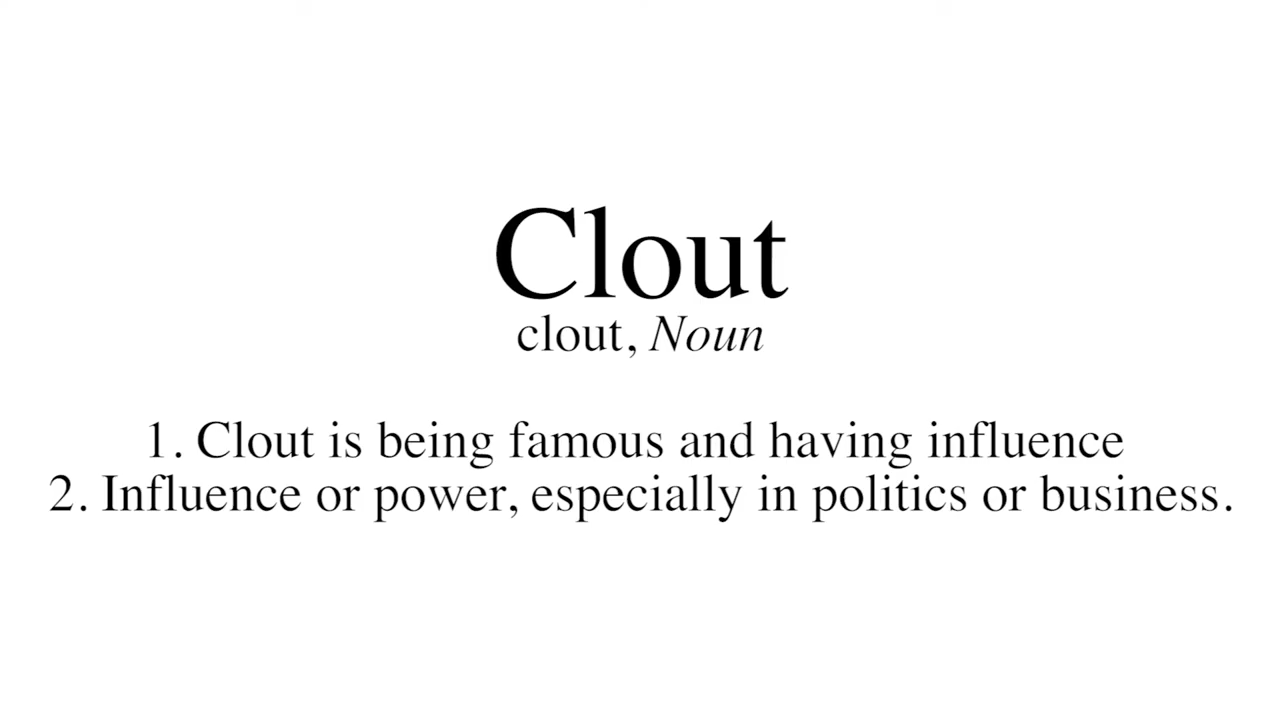 Clout
clout, Noun
1. Clout is being famous and having influence
2. Influence or power, especially in politics or business.